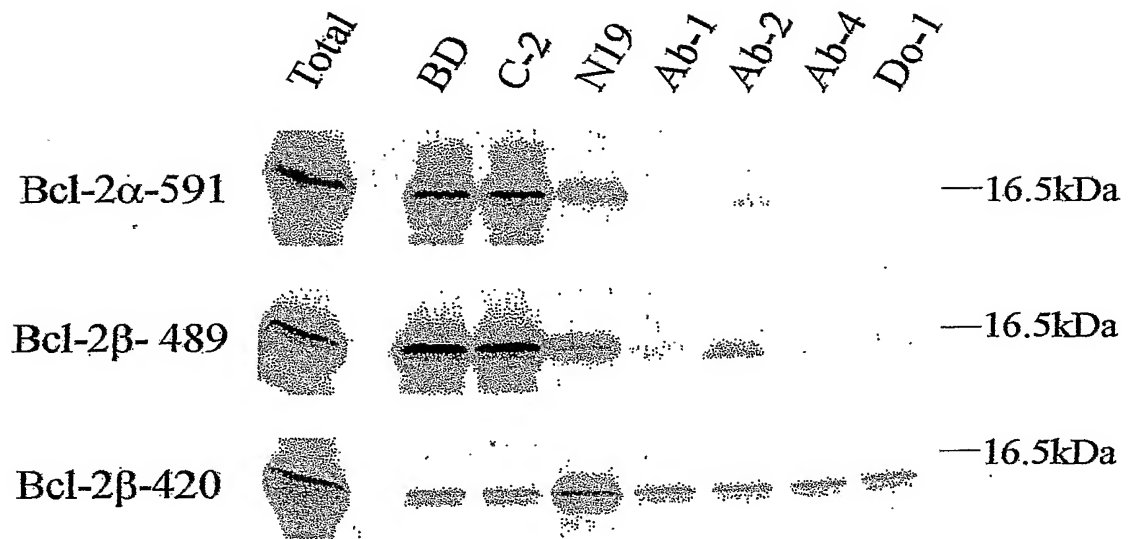 Total BD C-2 N19 Ab-1 Ab-2 Ab-4 Do-1
Bcl-2α-591 —16.5kDa
Bcl-2β- 489 —16.5kDa
Bcl-2β-420 —16.5kDa